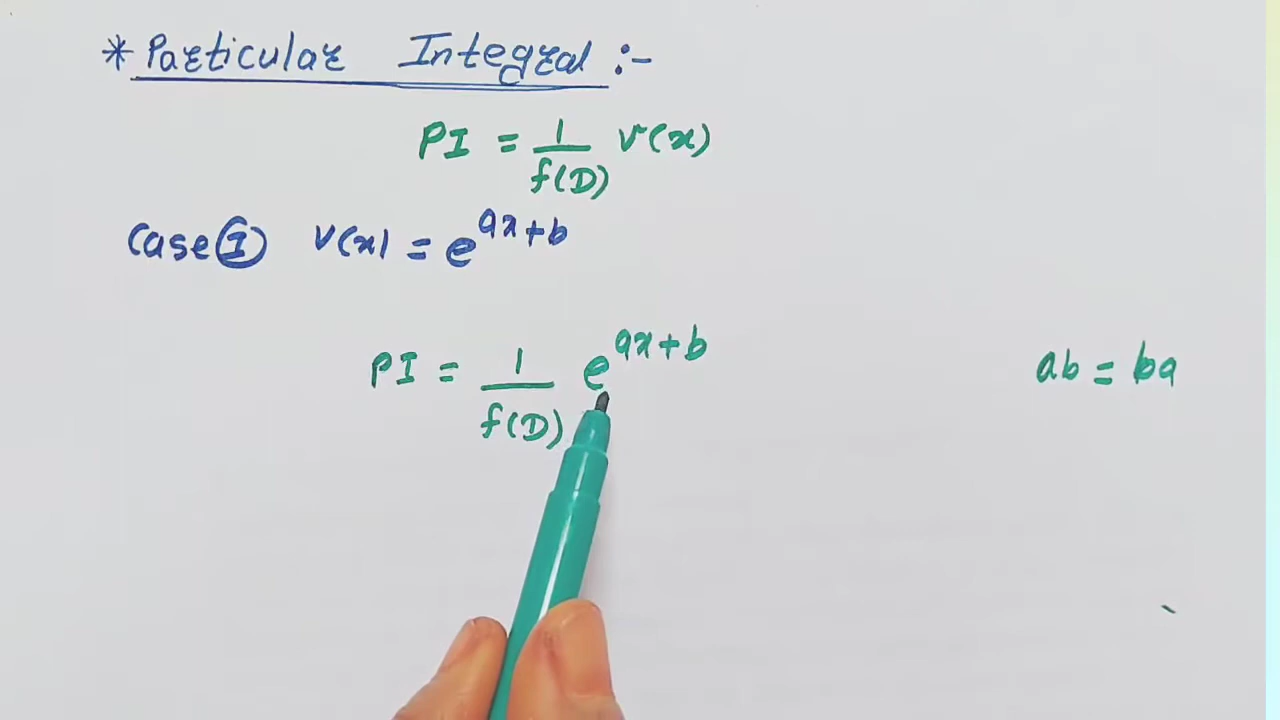 * Particular Integral :-
PI = 1/f(D) V(x)
Case (I) V(x) = e^(ax+b)
PI = 1/f(D) e^(ax+b)
ab = ba